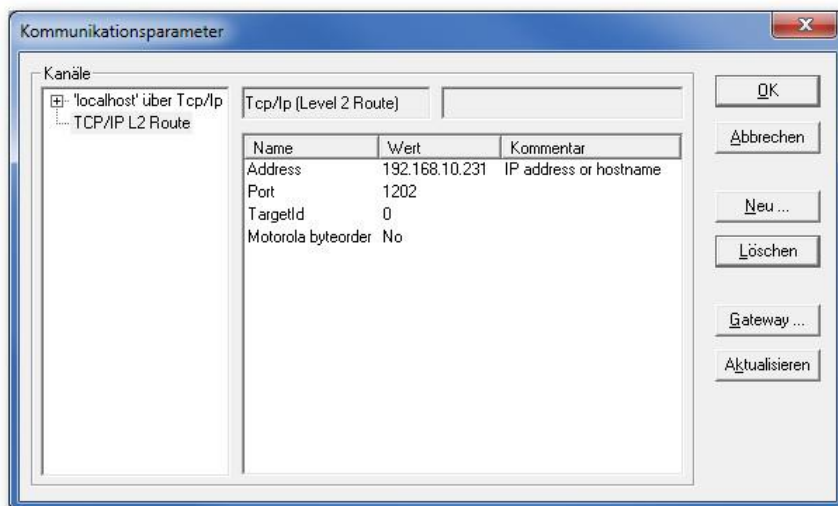 Kommunikationsparameter
Kanäle
'localhost' über Tcp/Ip
TCP/IP L2 Route
Tcp/Ip (Level 2 Route)
Name Wert Kommentar
Address 192.168.10.231 IP address or hostname
Port 1202
TargetId 0
Motorola byteorder No
OK
Abbrechen
Neu ...
Löschen
Gateway ...
Aktualisieren